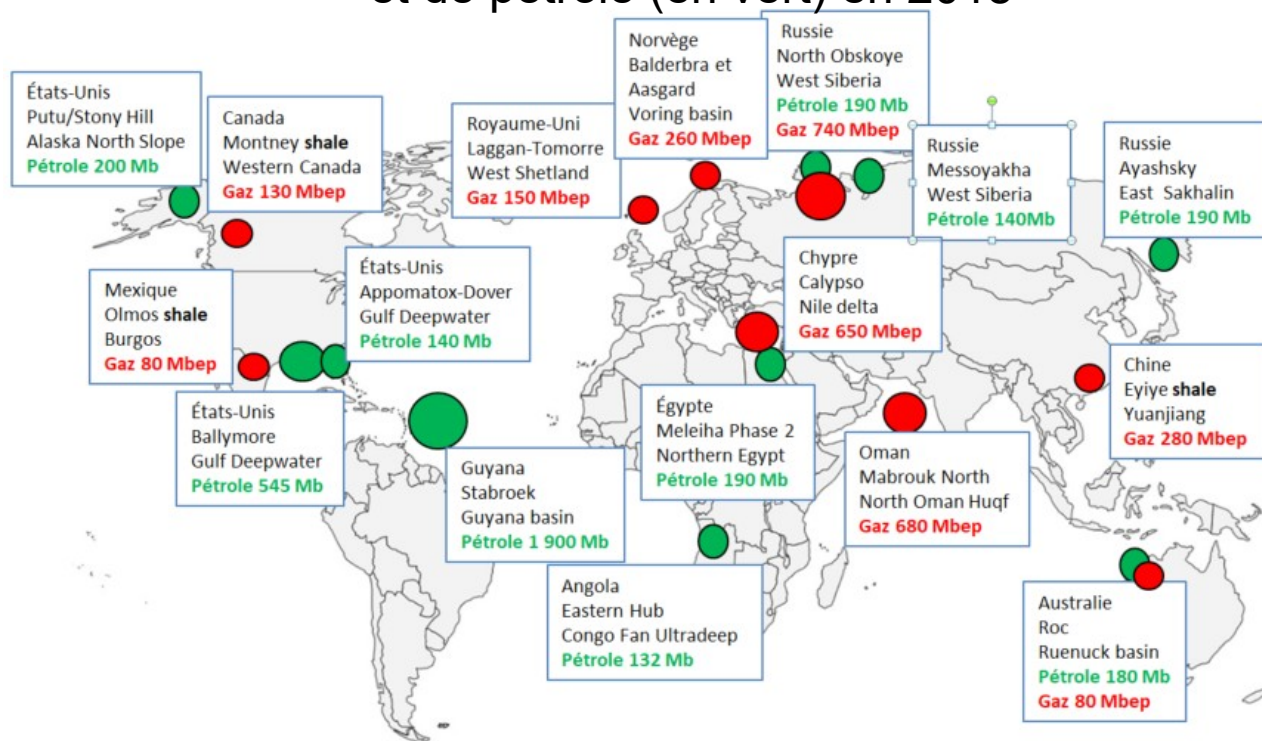 et de pétrole (en vert) en 2018
États-Unis
Putu/Stony Hill
Alaska North Slope
Pétrole 200 Mb
Canada
Montney shale
Western Canada
Gaz 130 Mbep
Royaume-Uni
Laggan-Tomorre
West Shetland
Gaz 150 Mbep
Norvège
Balderbra et
Aasgard
Voring basin
Gaz 260 Mbep
Russie
North Obskoye
West Siberia
Pétrole 190 Mb
Gaz 740 Mbep
Russie
Messoyakha
West Siberia
Pétrole 140Mb
Russie
Ayashsky
East Sakhalin
Pétrole 190 Mb
Mexique
Olmos shale
Burgos
Gaz 80 Mbep
États-Unis
Appomatox-Dover
Gulf Deepwater
Pétrole 140 Mb
Chypre
Calypso
Nile delta
Gaz 650 Mbep
Chine
Eyiye shale
Yuanjiang
Gaz 280 Mbep
États-Unis
Ballymore
Gulf Deepwater
Pétrole 545 Mb
Guyana
Stabroek
Guyana basin
Pétrole 1 900 Mb
Égypte
Meleiha Phase 2
Northern Egypt
Pétrole 190 Mb
Oman
Mabrouk North
North Oman Huqf
Gaz 680 Mbep
Angola
Eastern Hub
Congo Fan Ultradeep
Pétrole 132 Mb
Australie
Roc
Ruenuck basin
Pétrole 180 Mb
Gaz 80 Mbep